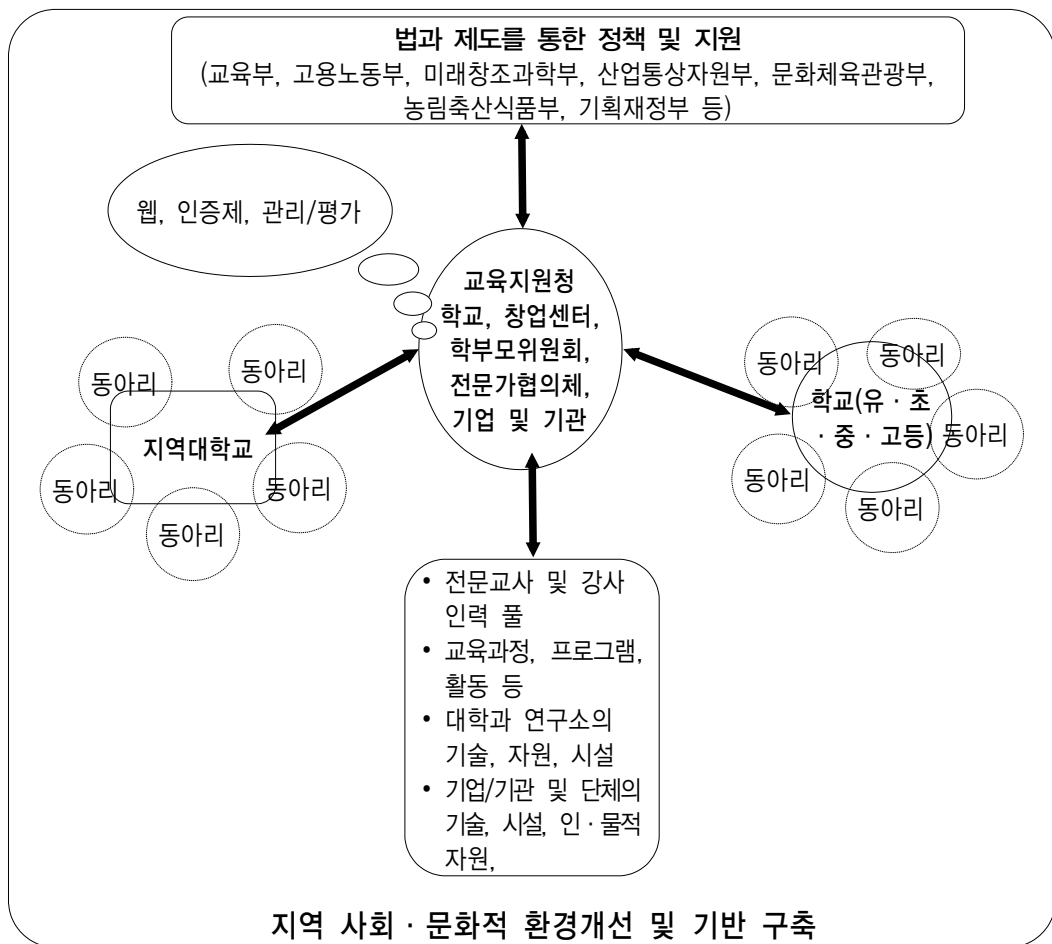 법과 제도를 통한 정책 및 지원
(교육부, 고용노동부, 미래창조과학부, 산업통상자원부, 문화체육관광부,
농림축산식품부, 기획재정부 등)
웹, 인증제, 관리/평가
교육지원청
학교, 창업센터,
학부모위원회,
전문가협의체,
기업 및 기관
동아리
동아리
지역대학교
동아리
동아리
동아리
동아리
동아리
학교(유 · 초
· 중 · 고등)
동아리
동아리
동아리
• 전문교사 및 강사
인력 풀
• 교육과정, 프로그램,
활동 등
• 대학과 연구소의
기술, 자원, 시설
• 기업/기관 및 단체의
기술, 시설, 인 · 물적
자원,
지역 사회 · 문화적 환경개선 및 기반 구축